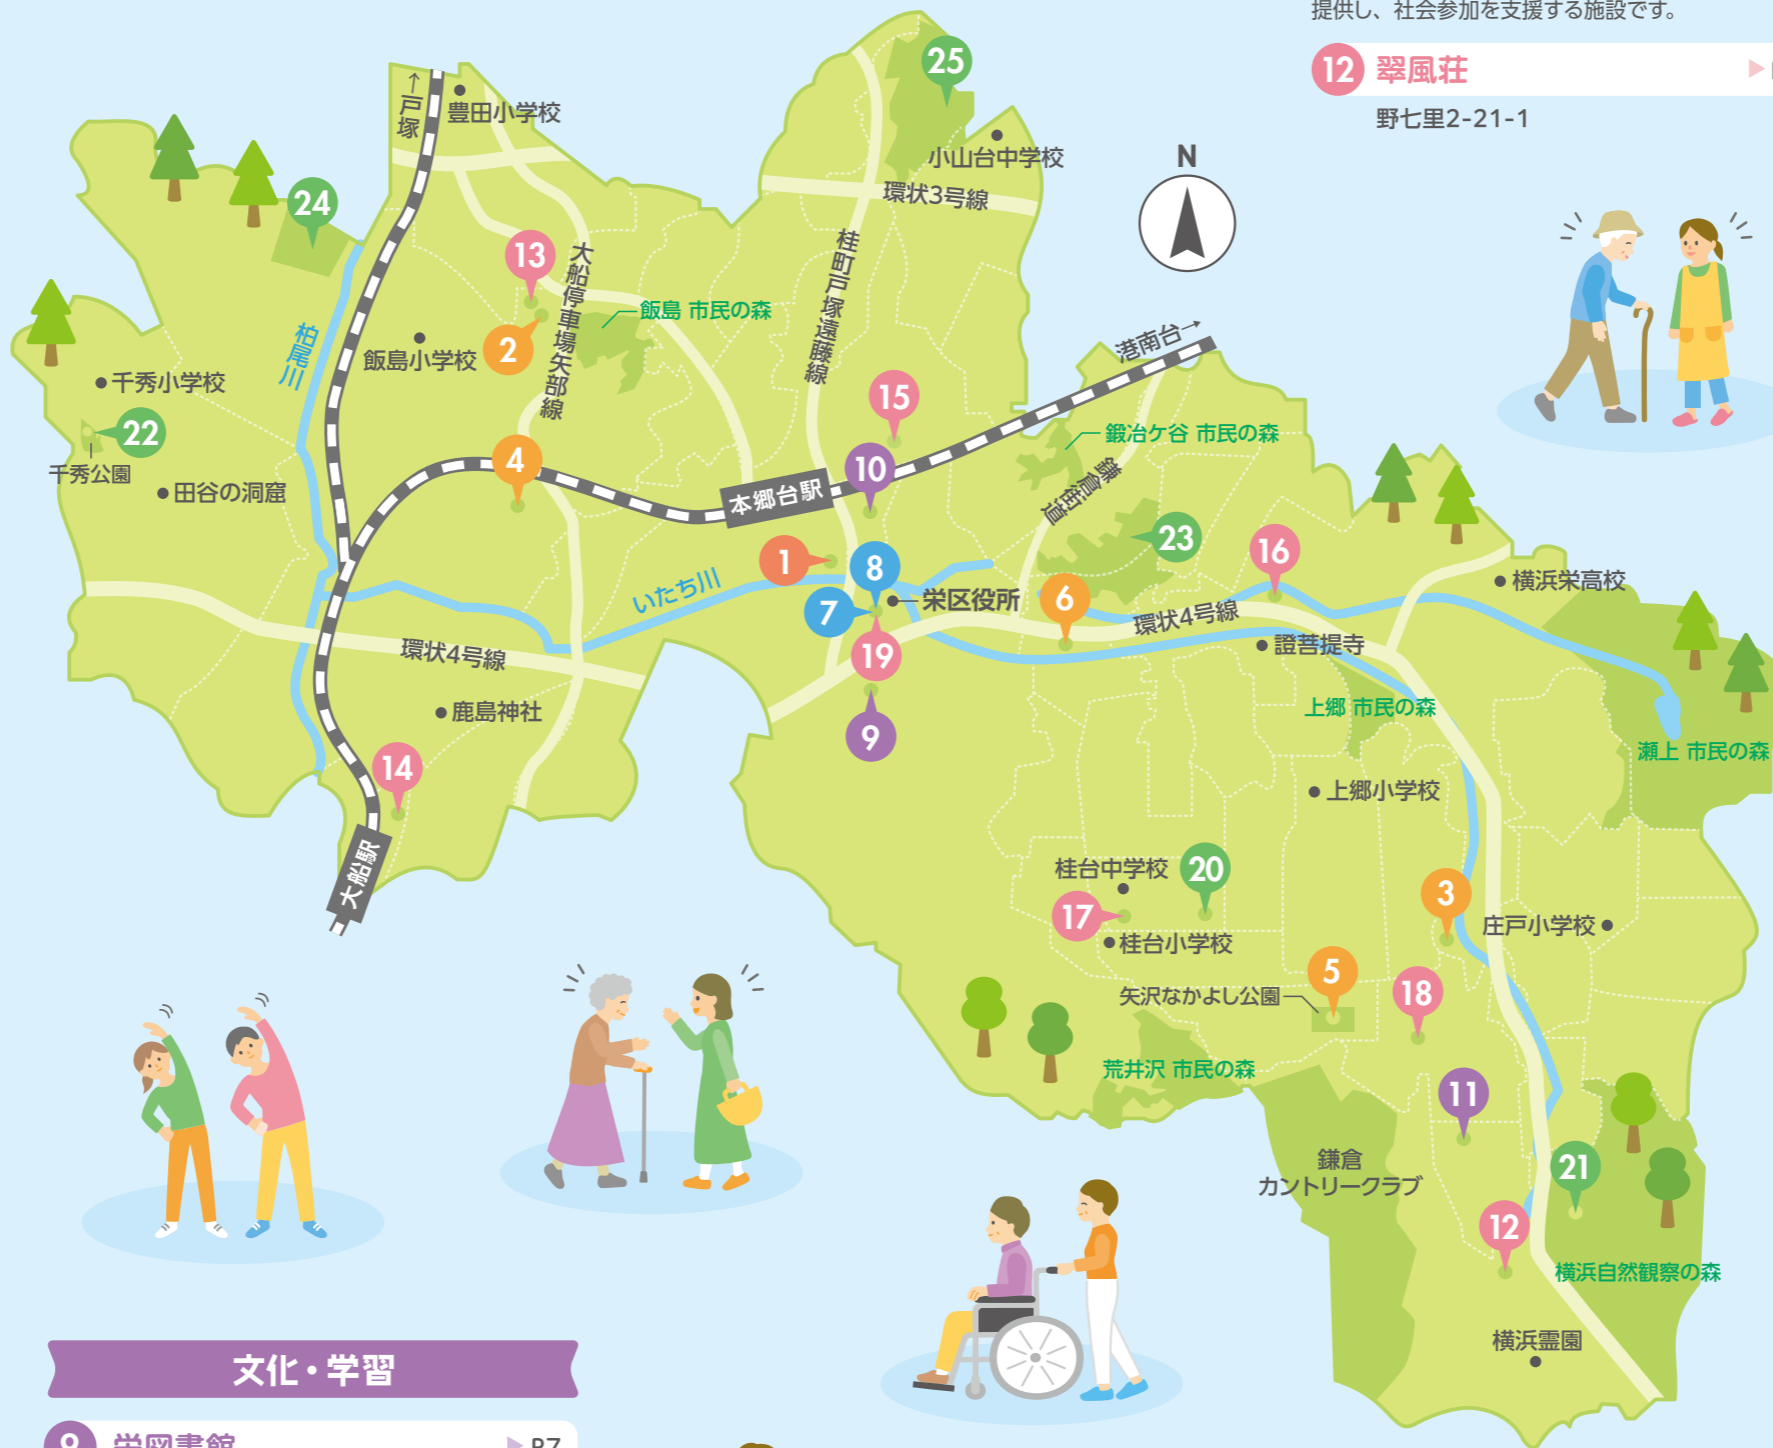 提供し、社会参加を支援する施設です。
12 翠風荘
野七里2-21-1
N
25
小山台中学校
環状3号線
↑戸塚
豊田小学校
24
13
大船停車場矢部線
飯島 市民の森
2
飯島小学校
柏尾川
千秀小学校
22
千秀公園
田谷の洞窟
4
桂町戸塚遠藤線
15
港南台→
鍛冶ケ谷 市民の森
鎌倉街道
10
本郷台駅
23
16
1
8
7
栄区役所
6
環状4号線
横浜栄高校
いたち川
19
9
證菩提寺
環状4号線
鹿島神社
14
大船駅
上郷 市民の森
瀬上 市民の森
上郷小学校
桂台中学校
20
17
桂台小学校
3
庄戸小学校
5
矢沢なかよし公園
18
荒井沢 市民の森
11
鎌倉
カントリークラブ
21
12
横浜自然観察の森
横浜霊園
文化・学習
9 栄図書館